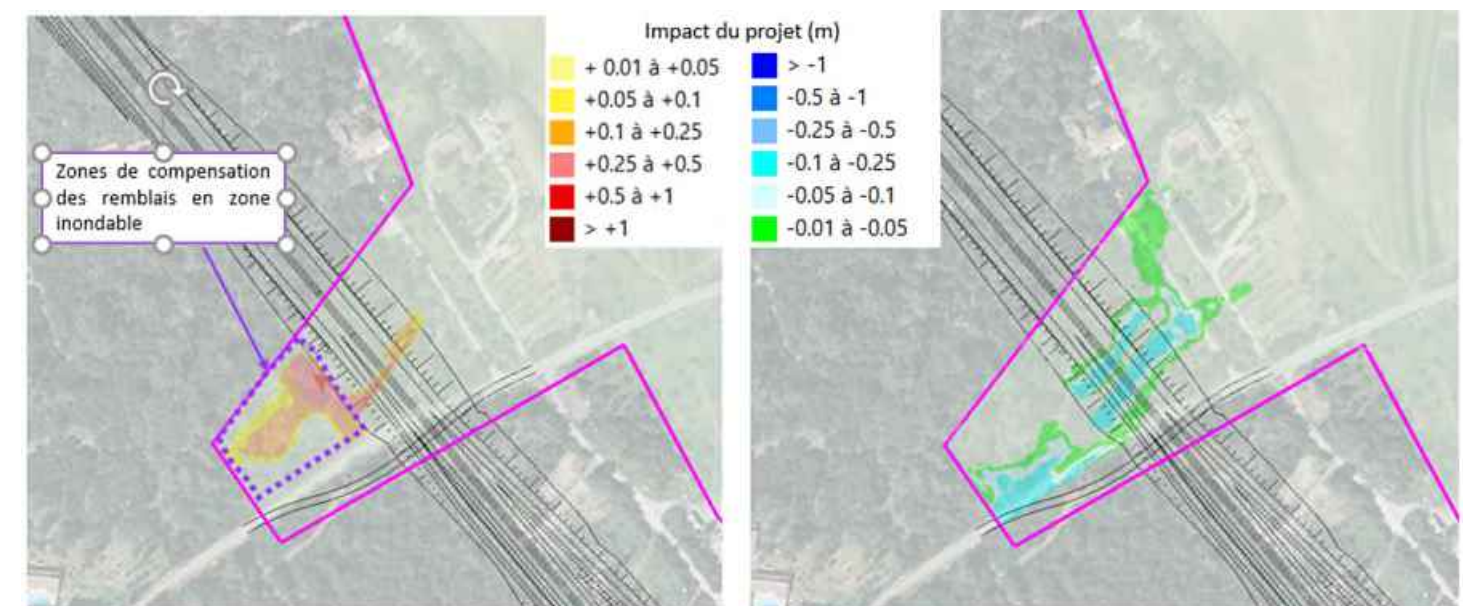 Impact du projet (m)
+ 0.01 à +0.05
+0.05 à +0.1
+0.1 à +0.25
+0.25 à +0.5
+0.5 à +1
> +1
> -1
-0.5 à -1
-0.25 à -0.5
-0.1 à -0.25
-0.05 à -0.1
-0.01 à -0.05
Zones de compensation
des remblais en zone
inondable